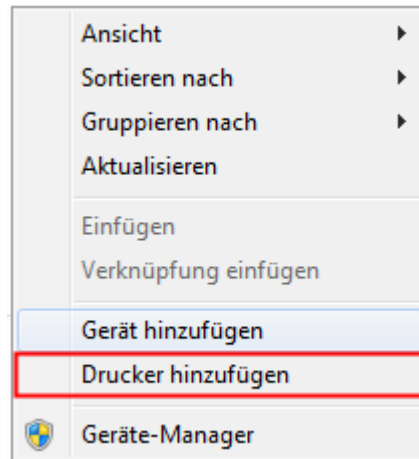 Ansicht
Sortieren nach
Gruppieren nach
Aktualisieren
Einfügen
Verknüpfung einfügen
Gerät hinzufügen
Drucker hinzufügen
Geräte-Manager